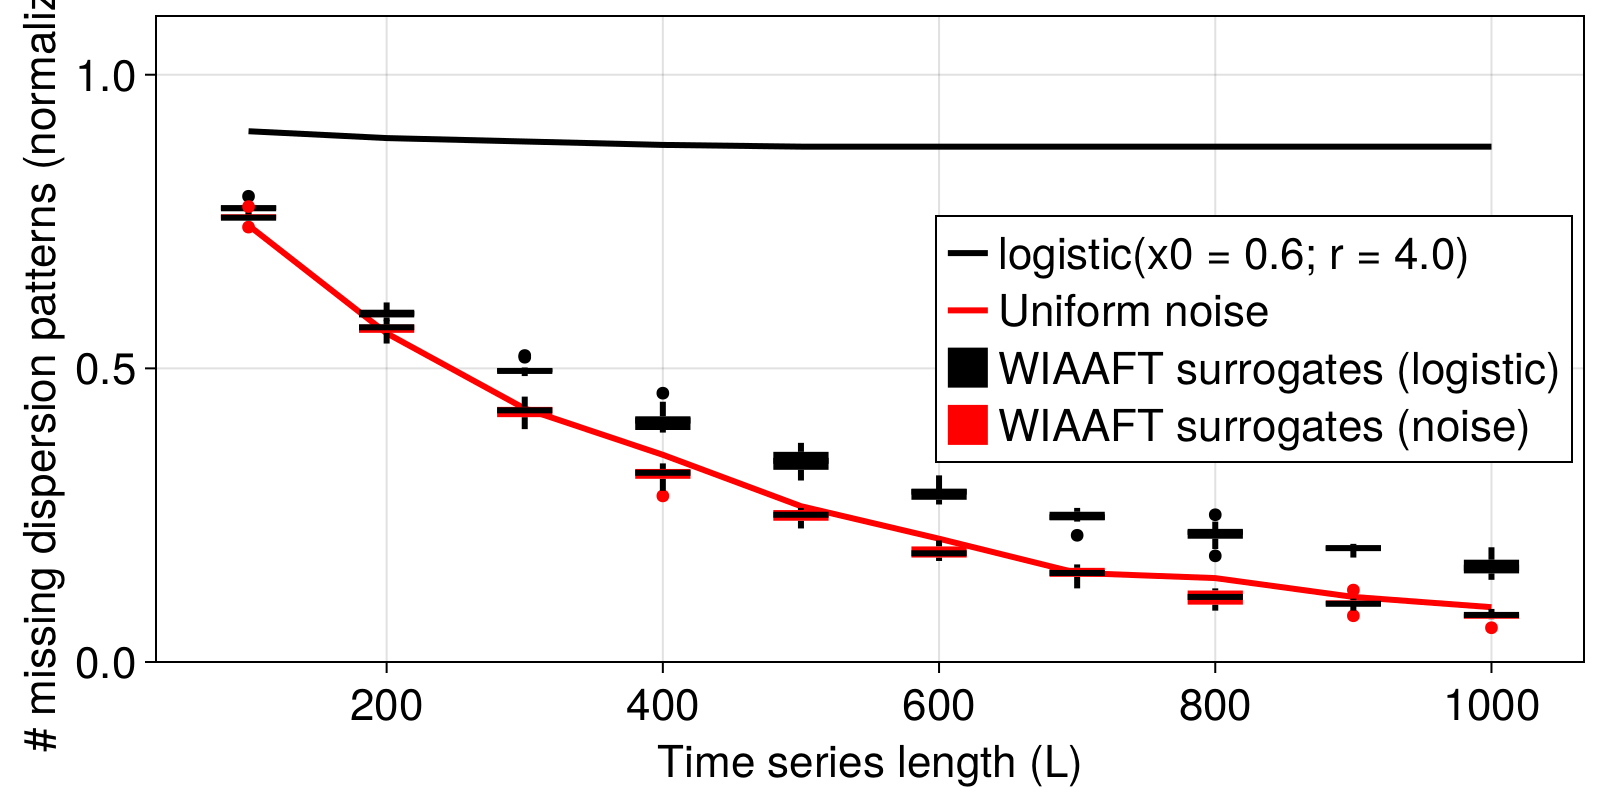 # missing dispersion patterns (normaliz
1.0
0.5
0.0
logistic(x0 = 0.6; r = 4.0)
Uniform noise
WIAAFT surrogates (logistic)
WIAAFT surrogates (noise)
200 400 600 800 1000
Time series length (L)